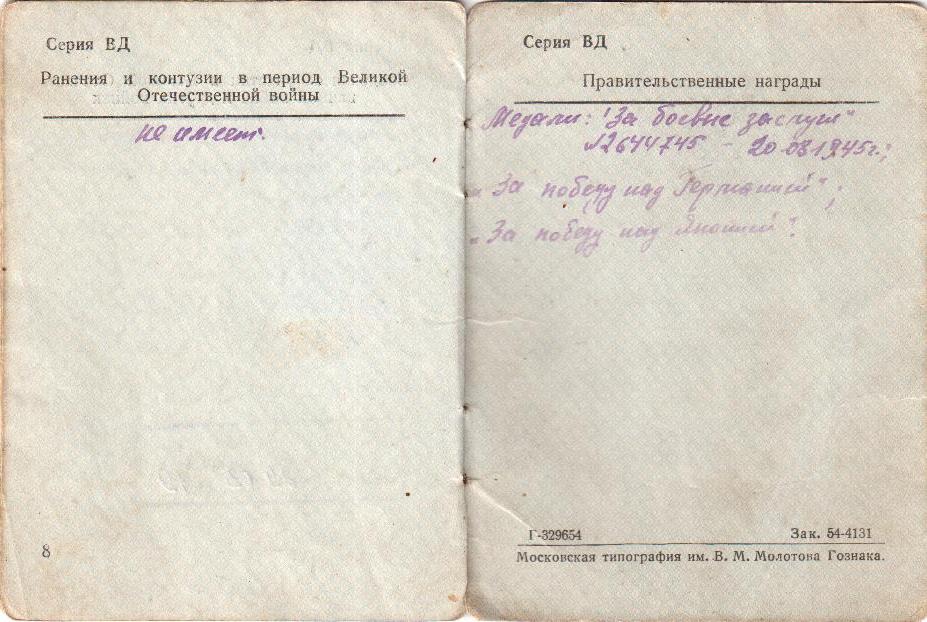 Серия ВД
Ранения и контузии в период Великой
Отечественной войны
не имеет.
8
Серия ВД
Правительственные награды
Медали: "За боевые заслуги"
№2644745 – 20.08.1945г.;
"За победу над Германией";
"За победу над Японией".
Г-329654 Зак. 54-4131
Московская типография им. В. М. Молотова Гознака.